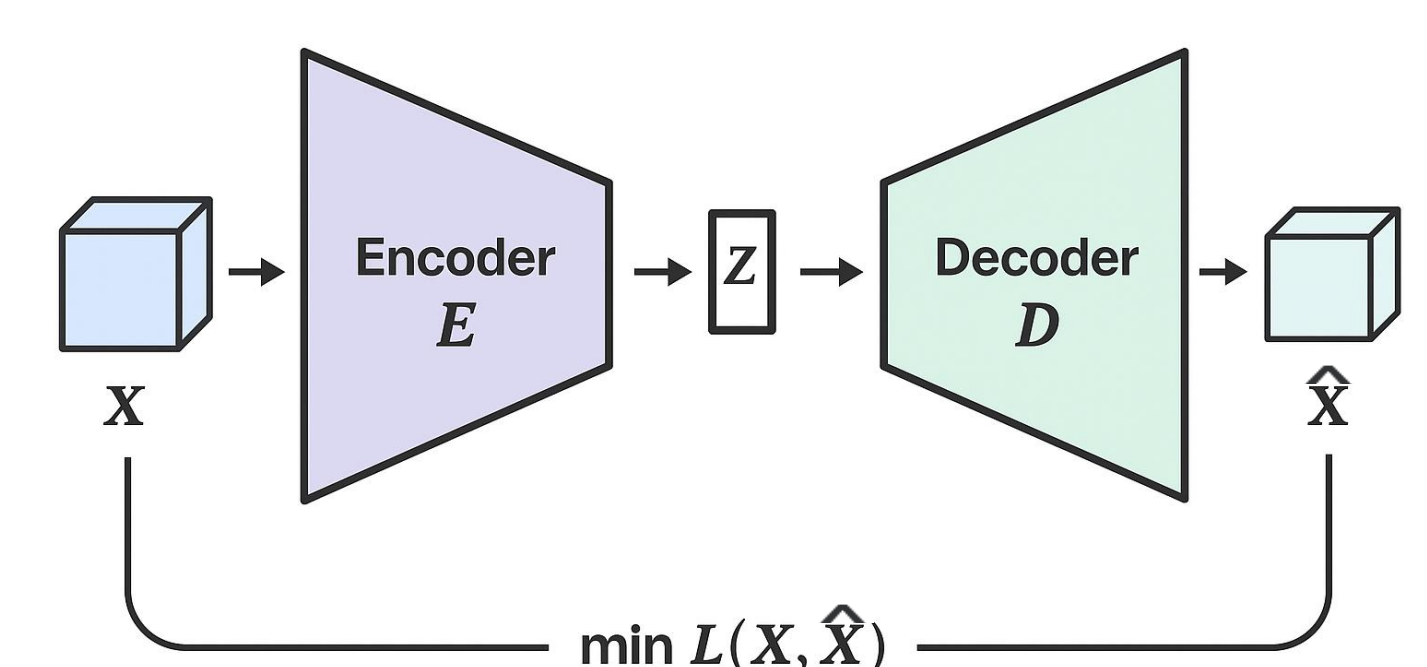 Encoder
E
Z
Decoder
D
X
X̂
min L(X, X̂)